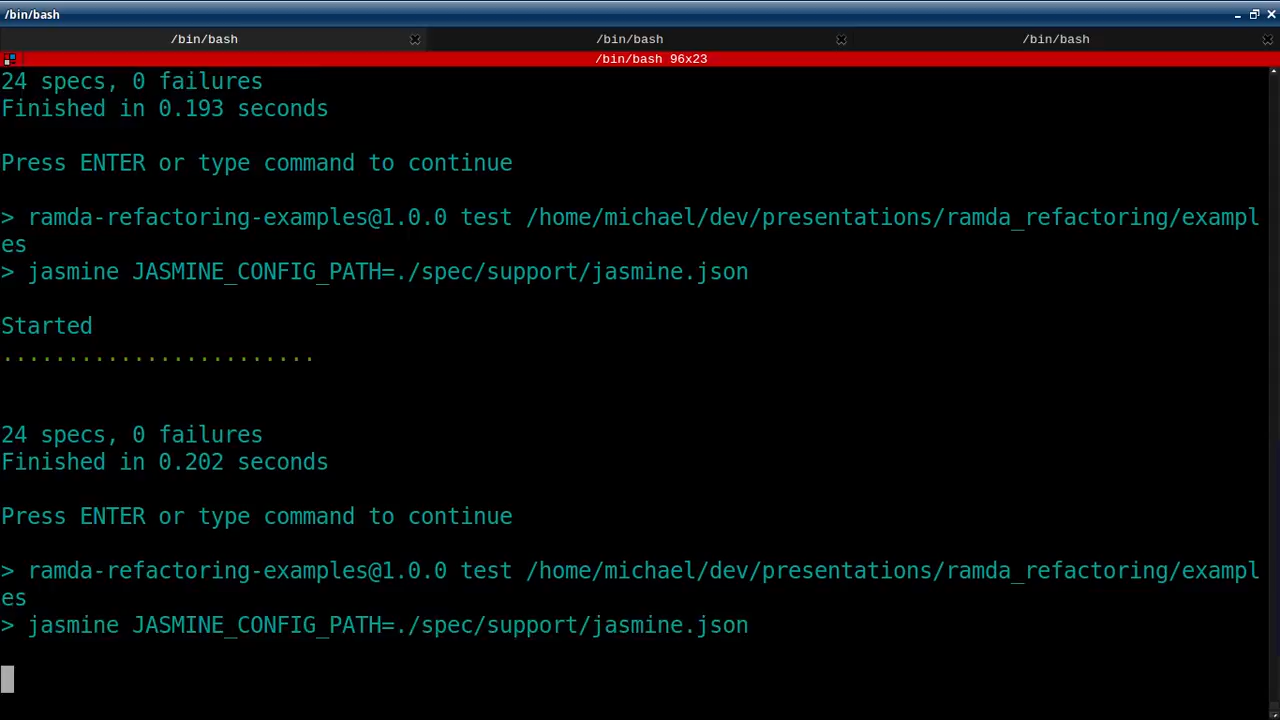 /bin/bash
/bin/bash
/bin/bash
/bin/bash
/bin/bash 96x23
24 specs, 0 failures
Finished in 0.193 seconds
Press ENTER or type command to continue
> ramda-refactoring-examples@1.0.0 test /home/michael/dev/presentations/ramda_refactoring/exampl
es
> jasmine JASMINE_CONFIG_PATH=./spec/support/jasmine.json
Started
........................
24 specs, 0 failures
Finished in 0.202 seconds
Press ENTER or type command to continue
> ramda-refactoring-examples@1.0.0 test /home/michael/dev/presentations/ramda_refactoring/exampl
es
> jasmine JASMINE_CONFIG_PATH=./spec/support/jasmine.json